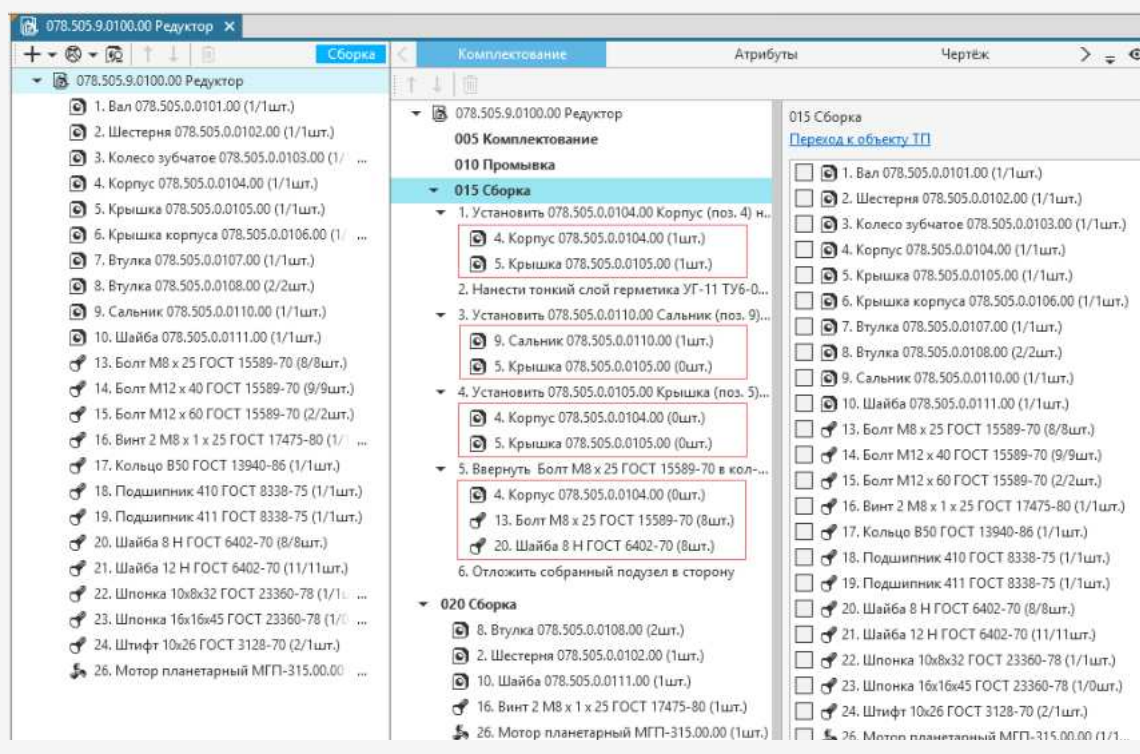 078.505.9.0100.00 Редуктор
Сборка
078.505.9.0100.00 Редуктор
1. Вал 078.505.0.0101.00 (1/1шт.)
2. Шестерня 078.505.0.0102.00 (1/1шт.)
3. Колесо зубчатое 078.505.0.0103.00 (1/ ...
4. Корпус 078.505.0.0104.00 (1/1шт.)
5. Крышка 078.505.0.0105.00 (1/1шт.)
6. Крышка корпуса 078.505.0.0106.00 (1/ ...
7. Втулка 078.505.0.0107.00 (1/1шт.)
8. Втулка 078.505.0.0108.00 (2/2шт.)
9. Сальник 078.505.0.0110.00 (1/1шт.)
10. Шайба 078.505.0.0111.00 (1/1шт.)
13. Болт М8 х 25 ГОСТ 15589-70 (8/8шт.)
14. Болт М12 х 40 ГОСТ 15589-70 (9/9шт.)
15. Болт М12 х 60 ГОСТ 15589-70 (2/2шт.)
16. Винт 2 М8 х 1 х 25 ГОСТ 17475-80 (1/ ...
17. Кольцо В50 ГОСТ 13940-86 (1/1шт.)
18. Подшипник 410 ГОСТ 8338-75 (1/1шт.)
19. Подшипник 411 ГОСТ 8338-75 (1/1шт.)
20. Шайба 8 Н ГОСТ 6402-70 (8/8шт.)
21. Шайба 12 Н ГОСТ 6402-70 (11/11шт.)
22. Шпонка 10х8х32 ГОСТ 23360-78 (1/1 ...
23. Шпонка 16х16х45 ГОСТ 23360-78 (1/ ...
24. Штифт 10х26 ГОСТ 3128-70 (2/1шт.)
26. Мотор планетарный МГП-315.00.00 ...
Комплектование
Атрибуты
Чертёж
078.505.9.0100.00 Редуктор
005 Комплектование
010 Промывка
015 Сборка
1. Установить 078.505.0.0104.00 Корпус (поз. 4) н...
4. Корпус 078.505.0.0104.00 (1шт.)
5. Крышка 078.505.0.0105.00 (1шт.)
2. Нанести тонкий слой герметика УГ-11 ТУ6-0...
3. Установить 078.505.0.0110.00 Сальник (поз. 9)...
9. Сальник 078.505.0.0110.00 (1шт.)
5. Крышка 078.505.0.0105.00 (0шт.)
4. Установить 078.505.0.0105.00 Крышка (поз. 5)...
4. Корпус 078.505.0.0104.00 (0шт.)
5. Крышка 078.505.0.0105.00 (0шт.)
5. Ввернуть Болт М8 х 25 ГОСТ 15589-70 в кол-...
4. Корпус 078.505.0.0104.00 (0шт.)
13. Болт М8 х 25 ГОСТ 15589-70 (8шт.)
20. Шайба 8 Н ГОСТ 6402-70 (8шт.)
6. Отложить собранный подузел в сторону
020 Сборка
8. Втулка 078.505.0.0108.00 (2шт.)
2. Шестерня 078.505.0.0102.00 (1шт.)
10. Шайба 078.505.0.0111.00 (1шт.)
16. Винт 2 М8 х 1 х 25 ГОСТ 17475-80 (1шт.)
26. Мотор планетарный МГП-315.00.00 (1шт.)
015 Сборка
Переход к объекту ТП
1. Вал 078.505.0.0101.00 (1/1шт.)
2. Шестерня 078.505.0.0102.00 (1/1шт.)
3. Колесо зубчатое 078.505.0.0103.00 (1/1шт.)
4. Корпус 078.505.0.0104.00 (1/1шт.)
5. Крышка 078.505.0.0105.00 (1/1шт.)
6. Крышка корпуса 078.505.0.0106.00 (1/1шт.)
7. Втулка 078.505.0.0107.00 (1/1шт.)
8. Втулка 078.505.0.0108.00 (2/2шт.)
9. Сальник 078.505.0.0110.00 (1/1шт.)
10. Шайба 078.505.0.0111.00 (1/1шт.)
13. Болт М8 х 25 ГОСТ 15589-70 (8/8шт.)
14. Болт М12 х 40 ГОСТ 15589-70 (9/9шт.)
15. Болт М12 х 60 ГОСТ 15589-70 (2/2шт.)
16. Винт 2 М8 х 1 х 25 ГОСТ 17475-80 (1/1шт.)
17. Кольцо В50 ГОСТ 13940-86 (1/1шт.)
18. Подшипник 410 ГОСТ 8338-75 (1/1шт.)
19. Подшипник 411 ГОСТ 8338-75 (1/1шт.)
20. Шайба 8 Н ГОСТ 6402-70 (8/8шт.)
21. Шайба 12 Н ГОСТ 6402-70 (11/11шт.)
22. Шпонка 10х8х32 ГОСТ 23360-78 (1/1шт.)
23. Шпонка 16х16х45 ГОСТ 23360-78 (1/0шт.)
24. Штифт 10х26 ГОСТ 3128-70 (2/1шт.)
26. Мотор планетарный МГП-315.00.00 (1/1...